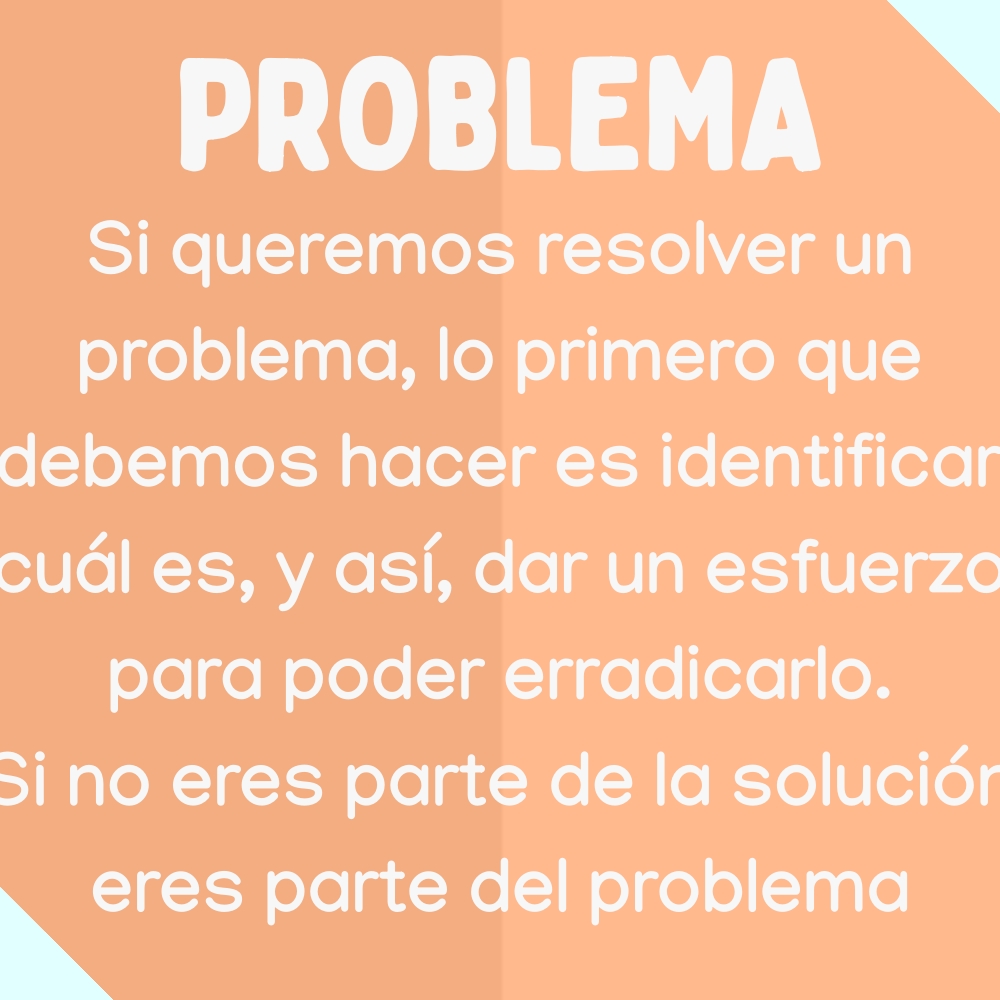 PROBLEMA
Si queremos resolver un
problema, lo primero que
debemos hacer es identificar
cuál es, y así, dar un esfuerzo
para poder erradicarlo.
Si no eres parte de la solución
eres parte del problema